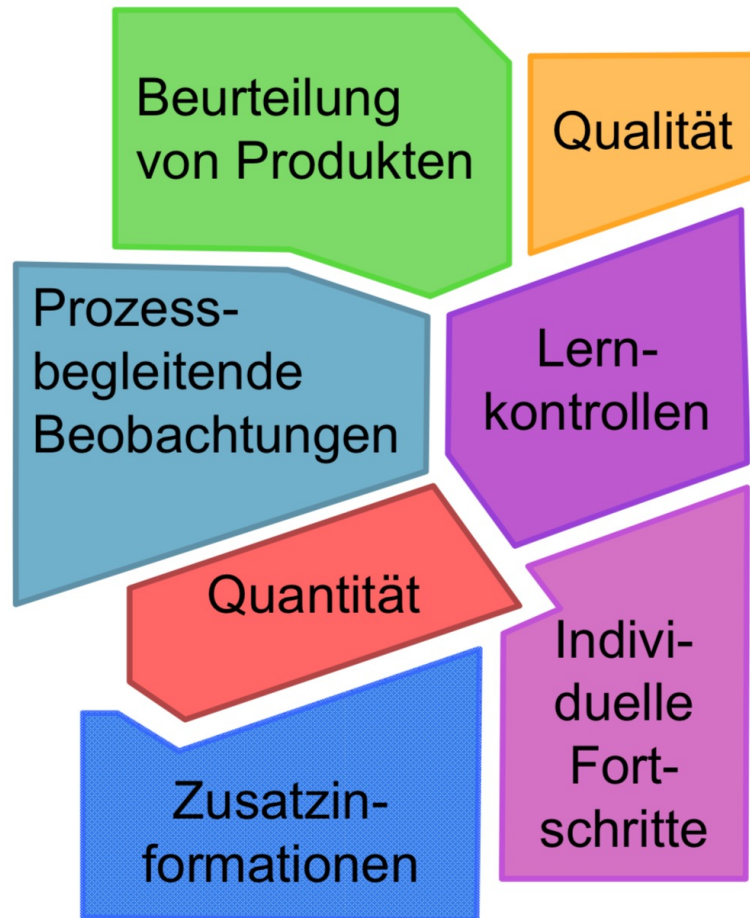 Beurteilung
von Produkten
Qualität
Prozess-
begleitende
Beobachtungen
Lern-
kontrollen
Quantität
Indivi-
duelle
Fort-
schritte
Zusatzin-
formationen